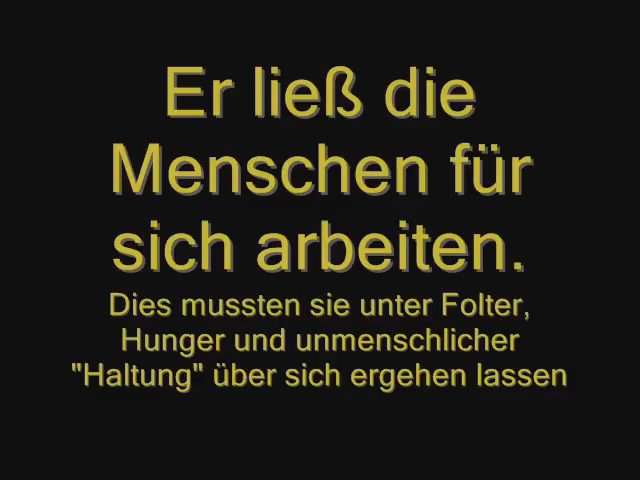 Er ließ die
Menschen für
sich arbeiten.
Dies mussten sie unter Folter,
Hunger und unmenschlicher
"Haltung" über sich ergehen lassen